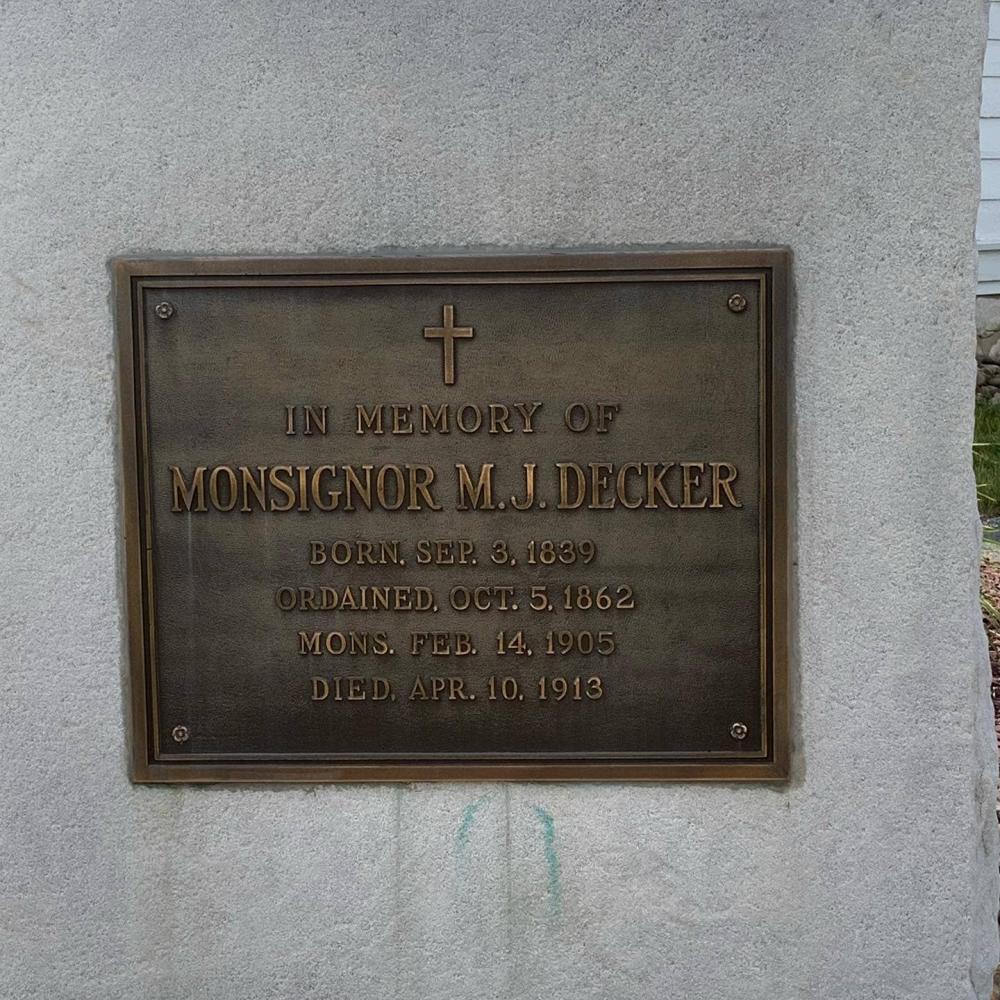 IN MEMORY OF
MONSIGNOR M.J. DECKER
BORN, SEP. 3, 1839
ORDAINED, OCT. 5, 1862
MONS. FEB. 14, 1905
DIED, APR. 10, 1913